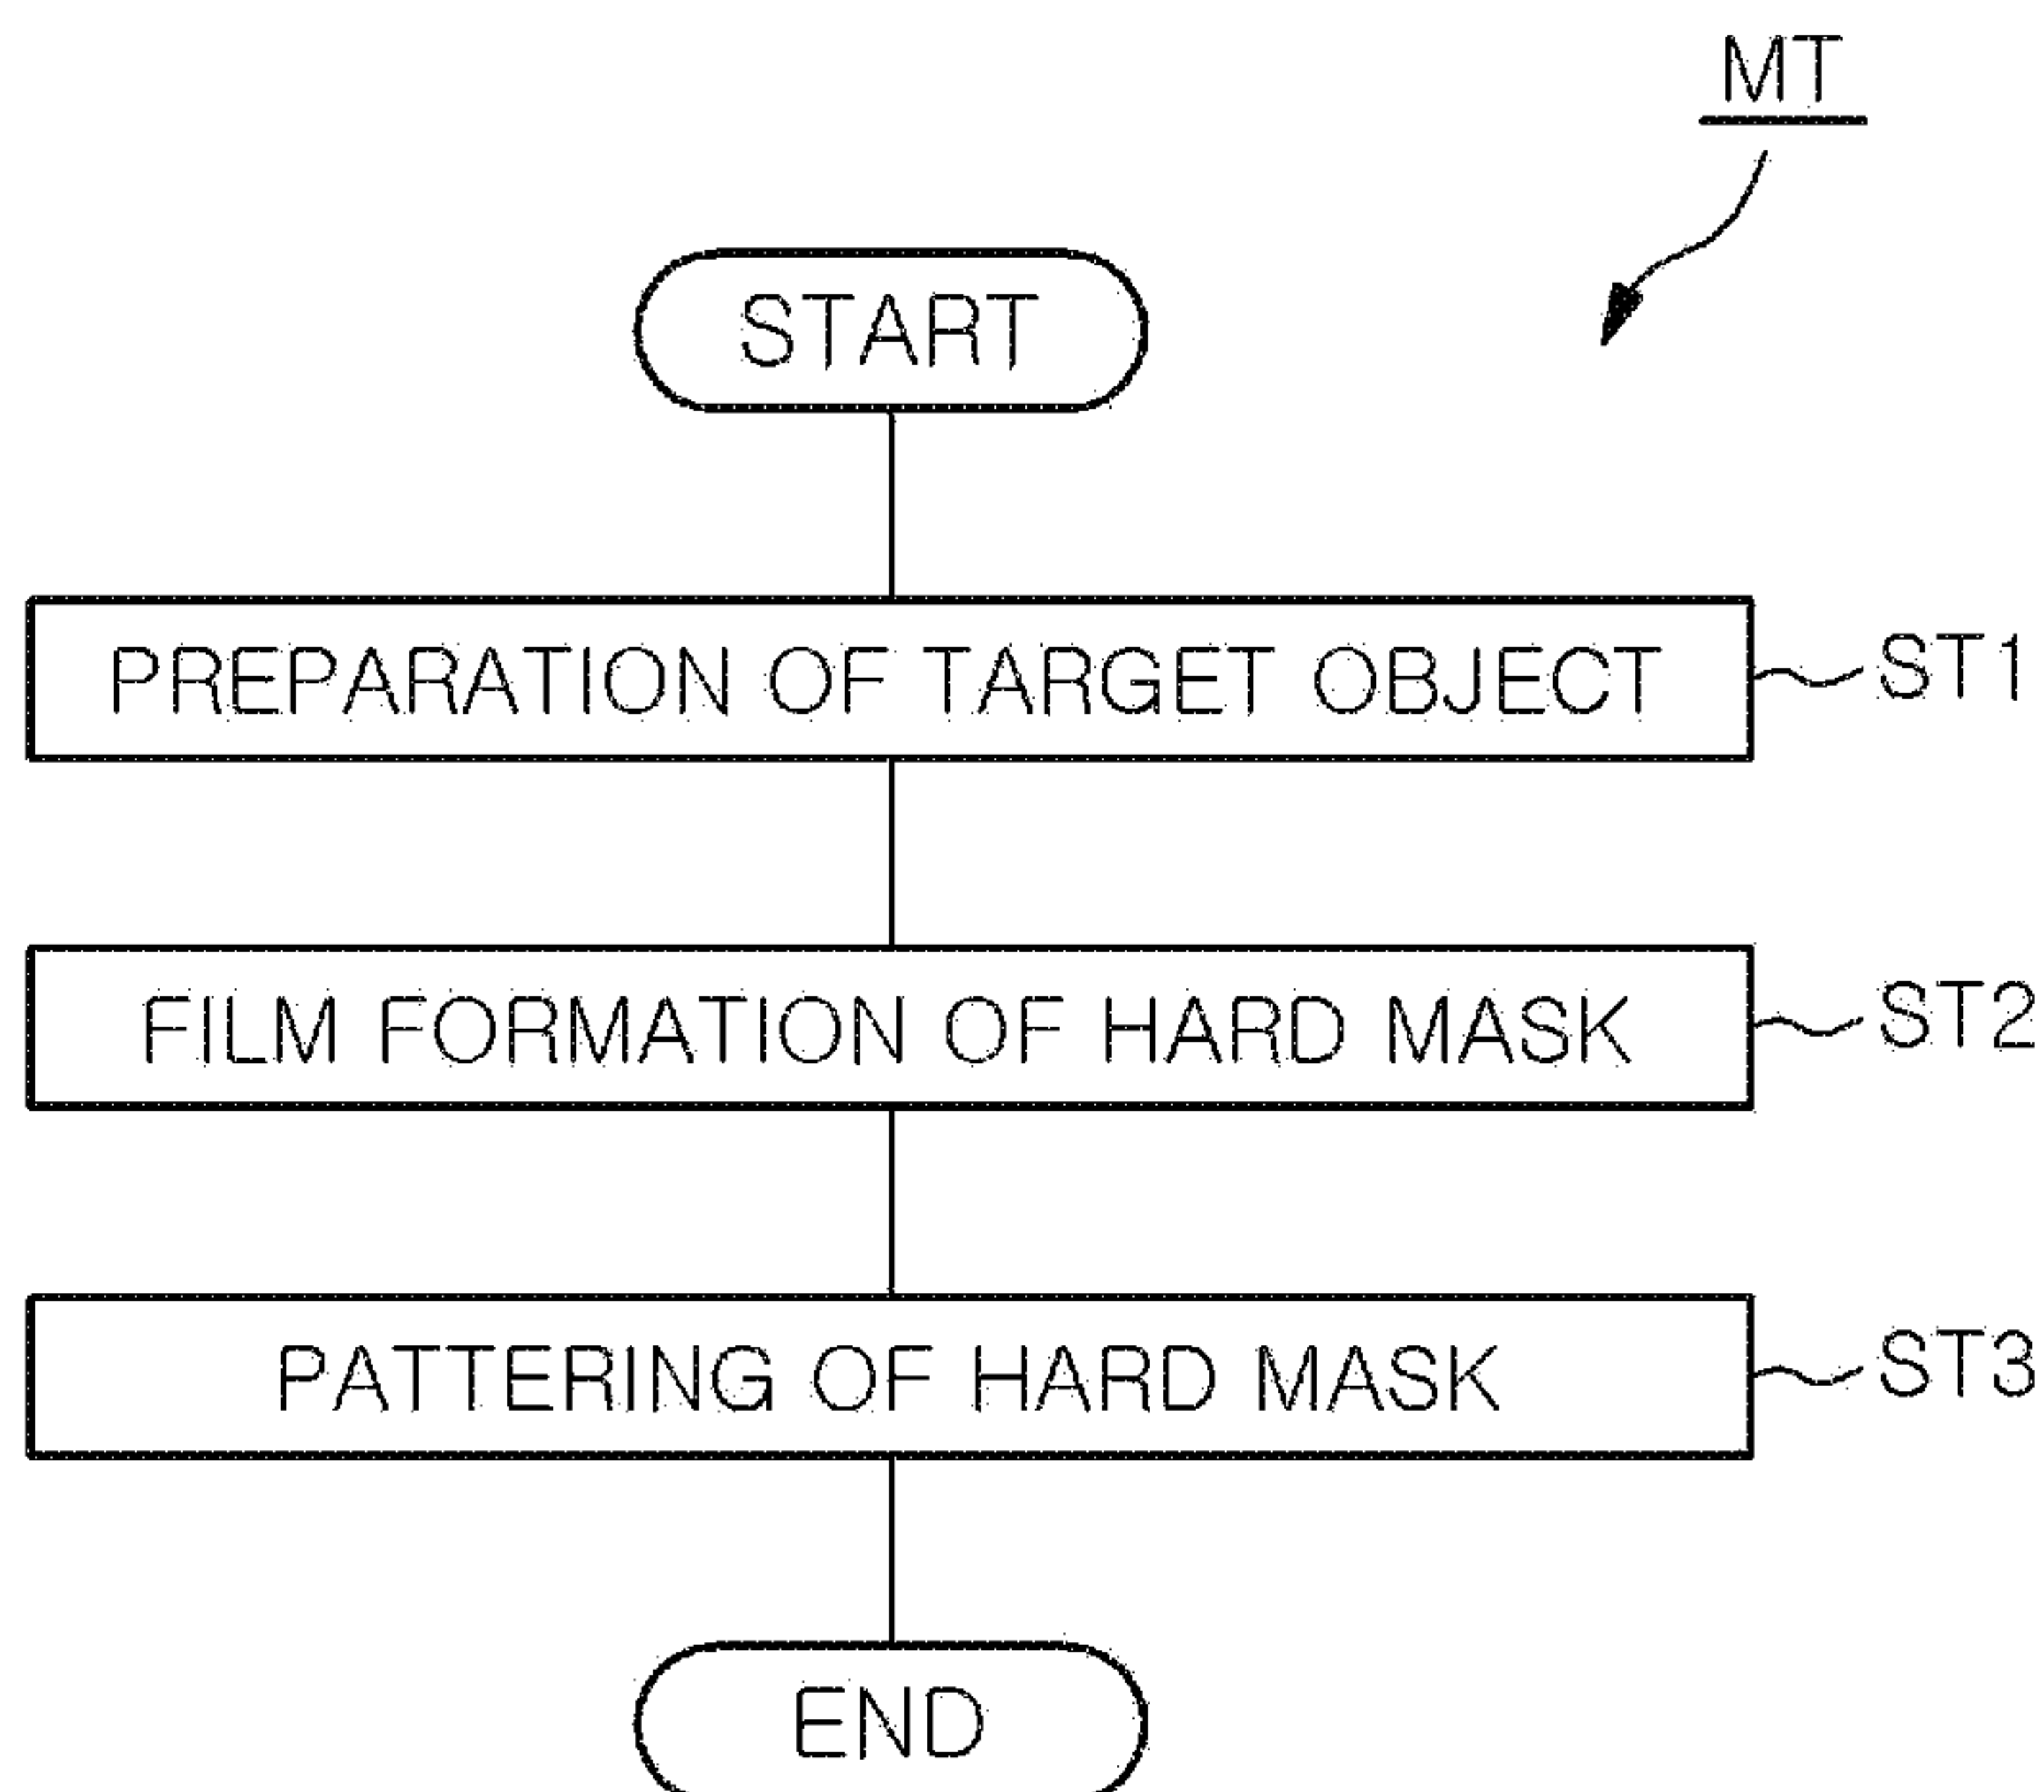 MT
START
PREPARATION OF TARGET OBJECT
ST1
FILM FORMATION OF HARD MASK
ST2
PATTERING OF HARD MASK
ST3
END